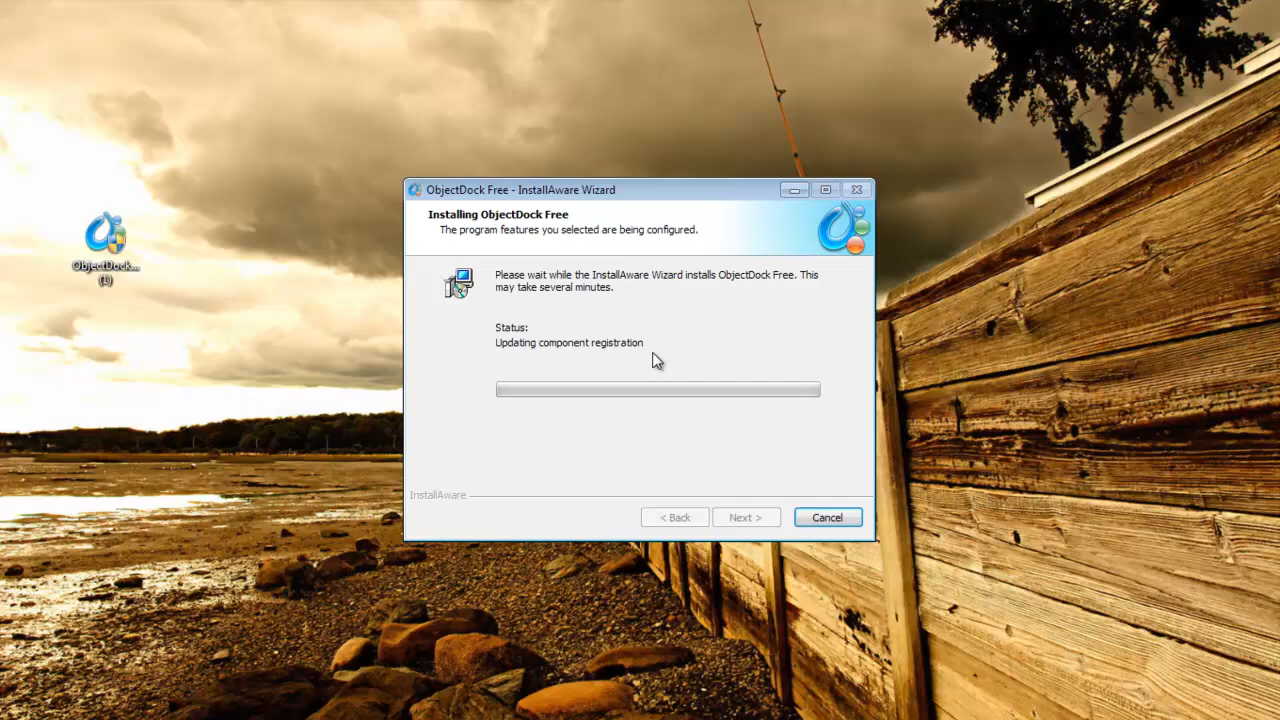 ObjectDock Free - InstallAware Wizard
Installing ObjectDock Free
The program features you selected are being configured.
ObjectDock...
(1)
Please wait while the InstallAware Wizard installs ObjectDock Free. This
may take several minutes.
Status:
Updating component registration
InstallAware
< Back
Next >
Cancel